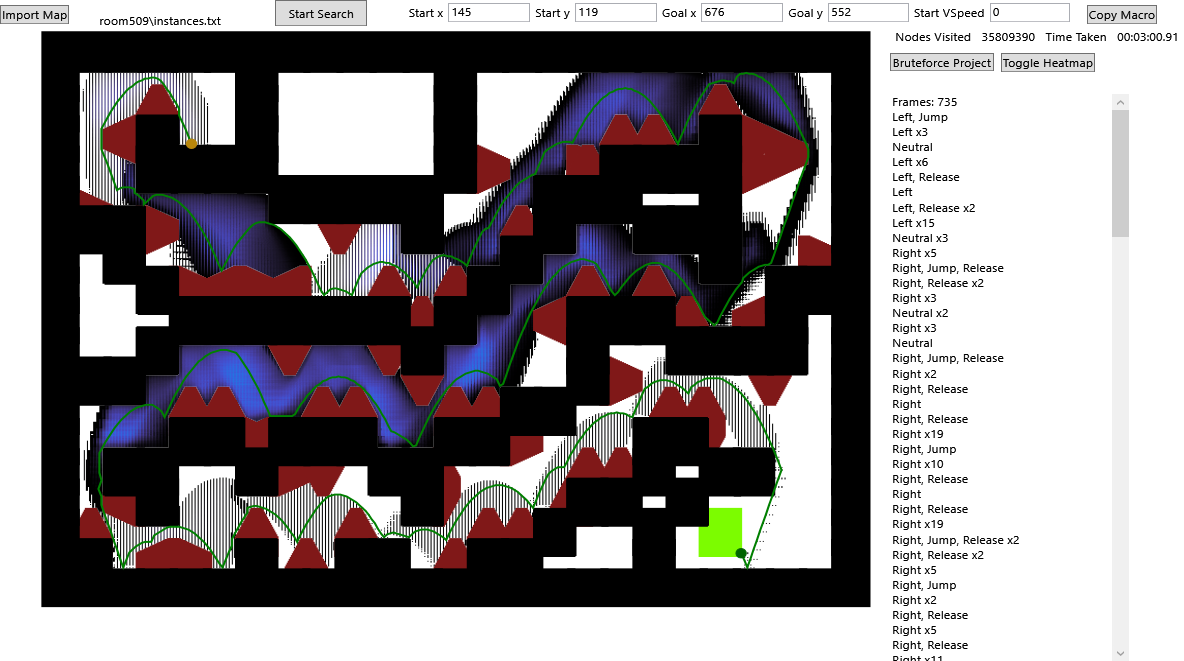 Import Map room509\instances.txt Start Search Start x 145 Start y 119 Goal x 676 Goal y 552 Start VSpeed 0 Copy Macro
Nodes Visited 35809390 Time Taken 00:03:00.91
Bruteforce Project Toggle Heatmap
Frames: 735
Left, Jump
Left x3
Neutral
Left x6
Left, Release
Left
Left, Release x2
Left x15
Neutral x3
Right x5
Right, Jump, Release
Right, Release x2
Right x3
Neutral x2
Right x3
Neutral
Right, Jump, Release
Right x2
Right, Release
Right
Right, Release
Right x19
Right, Jump
Right x10
Right, Release
Right
Right, Release
Right x19
Right, Jump, Release x2
Right, Release x2
Right x5
Right, Jump
Right x2
Right, Release
Right x5
Right, Release
Right x11